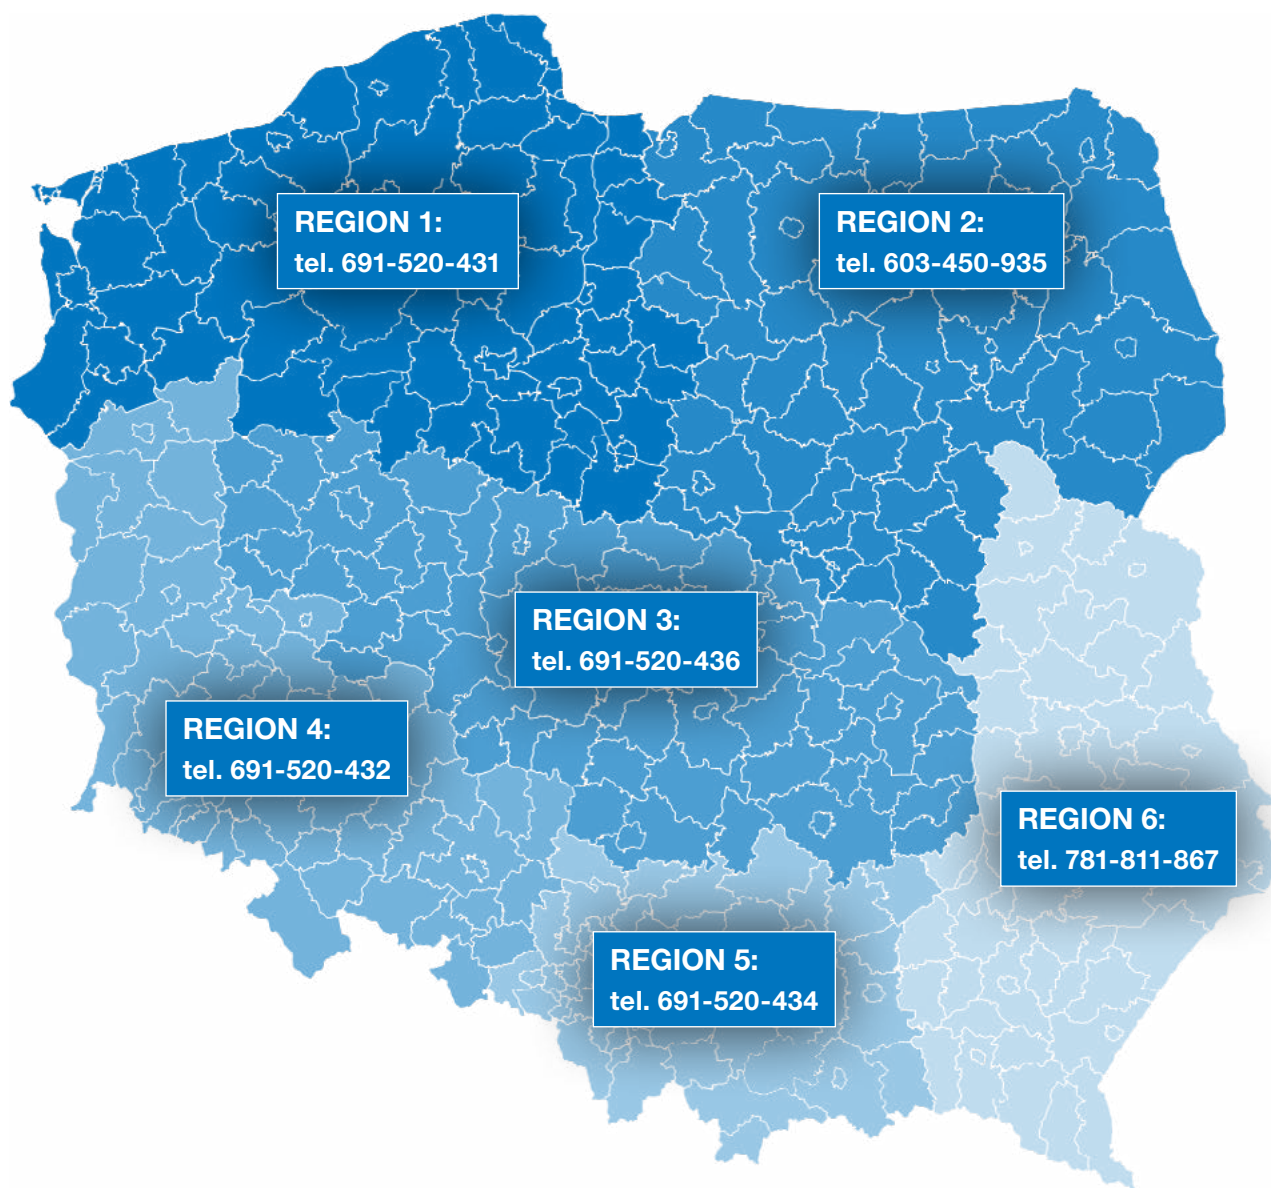 REGION 1:
tel. 691-520-431
REGION 2:
tel. 603-450-935
REGION 3:
tel. 691-520-436
REGION 4:
tel. 691-520-432
REGION 5:
tel. 691-520-434
REGION 6:
tel. 781-811-867